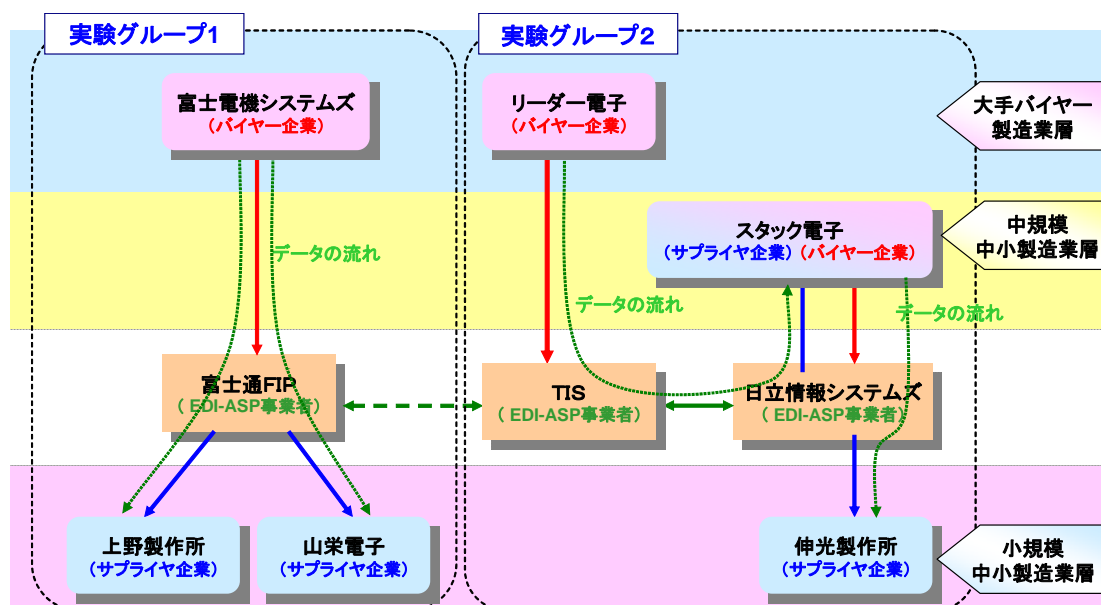 実験グループ1
実験グループ2
富士電機システムズ
(バイヤー企業)
リーダー電子
(バイヤー企業)
大手バイヤー
製造業層
スタック電子
(サプライヤ企業)(バイヤー企業)
中規模
中小製造業層
データの流れ
データの流れ
データの流れ
富士通FIP
( EDI-ASP事業者)
TIS
( EDI-ASP事業者)
日立情報システムズ
( EDI-ASP事業者)
上野製作所
(サプライヤ企業)
山栄電子
(サプライヤ企業)
伸光製作所
(サプライヤ企業)
小規模
中小製造業層